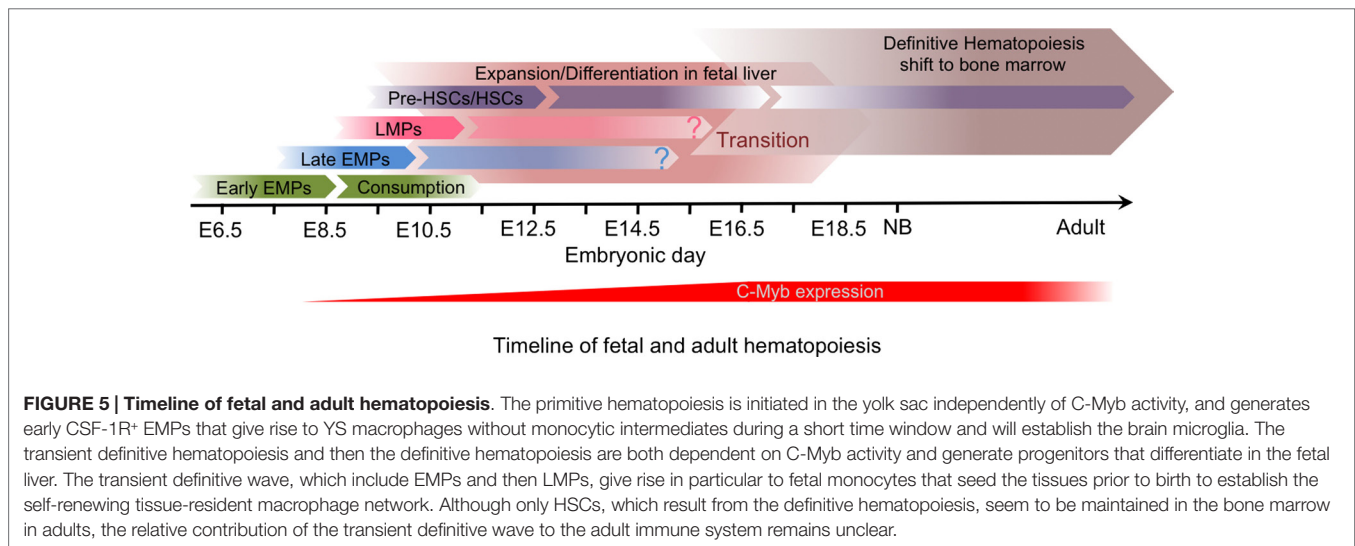 Definitive Hematopoiesis
shift to bone marrow
Expansion/Differentiation in fetal liver
Pre-HSCs/HSCs
LMPs
?
Transition
Late EMPs
?
Early EMPs
Consumption
E6.5 E8.5 E10.5 E12.5 E14.5 E16.5 E18.5 NB Adult
Embryonic day
C-Myb expression
Timeline of fetal and adult hematopoiesis
FIGURE 5 | Timeline of fetal and adult hematopoiesis. The primitive hematopoiesis is initiated in the yolk sac independently of C-Myb activity, and generates
early CSF-1R⁺ EMPs that give rise to YS macrophages without monocytic intermediates during a short time window and will establish the brain microglia. The
transient definitive hematopoiesis and then the definitive hematopoiesis are both dependent on C-Myb activity and generate progenitors that differentiate in the fetal
liver. The transient definitive wave, which include EMPs and then LMPs, give rise in particular to fetal monocytes that seed the tissues prior to birth to establish the
self-renewing tissue-resident macrophage network. Although only HSCs, which result from the definitive hematopoiesis, seem to be maintained in the bone marrow
in adults, the relative contribution of the transient definitive wave to the adult immune system remains unclear.